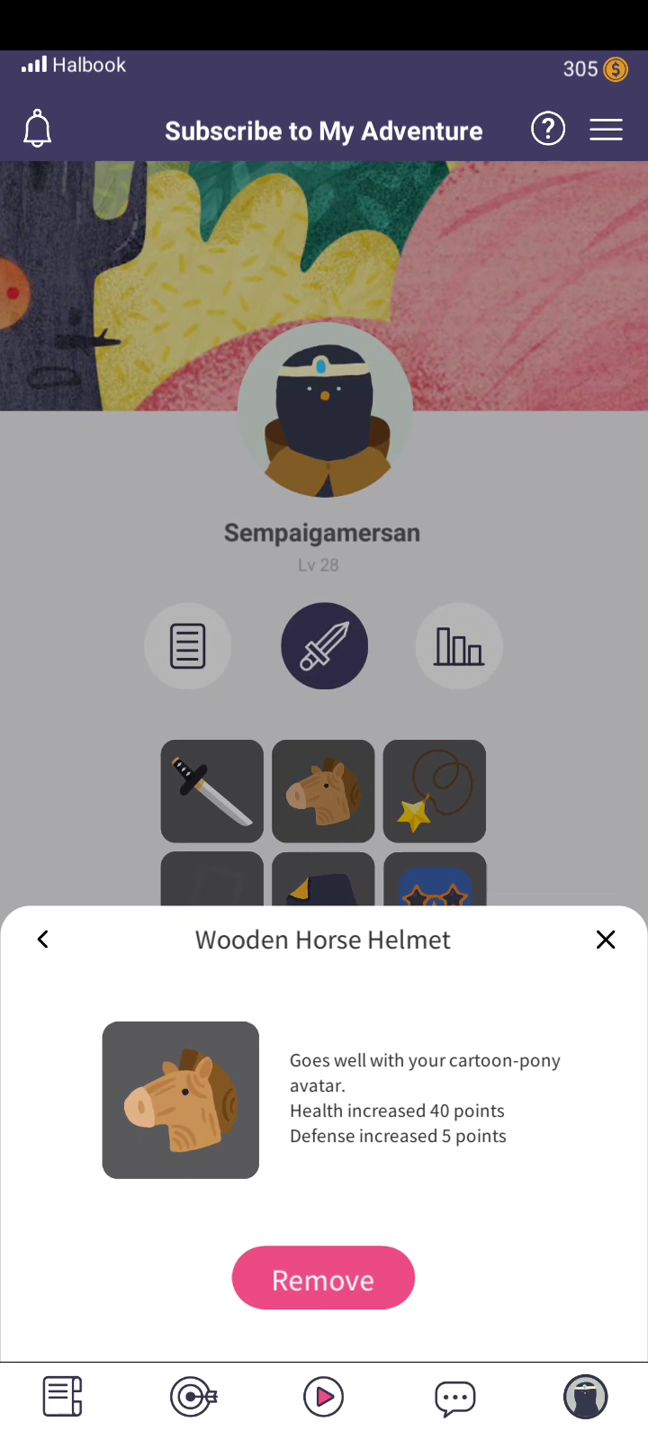 Halbook
305
Subscribe to My Adventure
Sempaigamersan
Lv 28
Wooden Horse Helmet
Goes well with your cartoon-pony
avatar.
Health increased 40 points
Defense increased 5 points
Remove